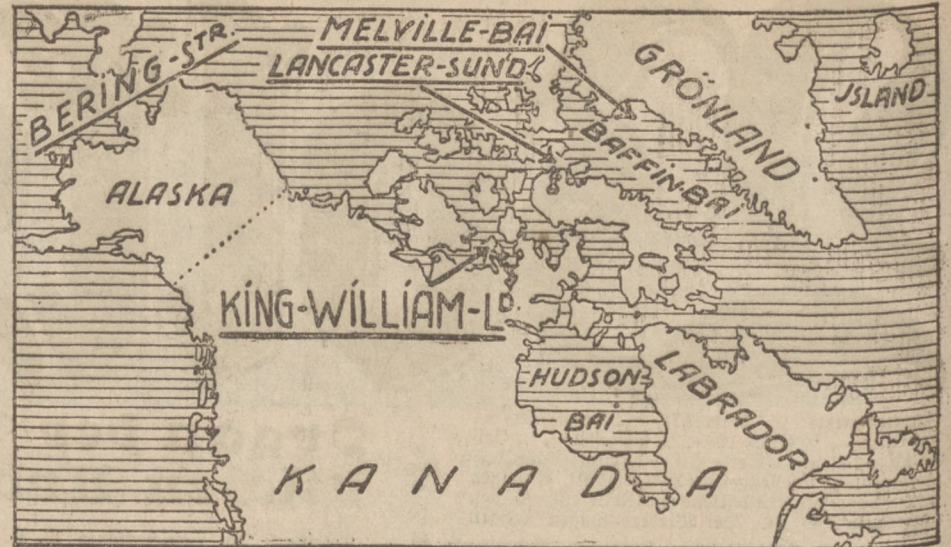 MELVILLE-BAI
LANCASTER-SUND
BERING-STR.
GRÖNLAND
JSLAND
BAFFIN-BAI
ALASKA
KING-WILLIAM-LD.
HUDSON-
BAI
LABRADOR
KANADA